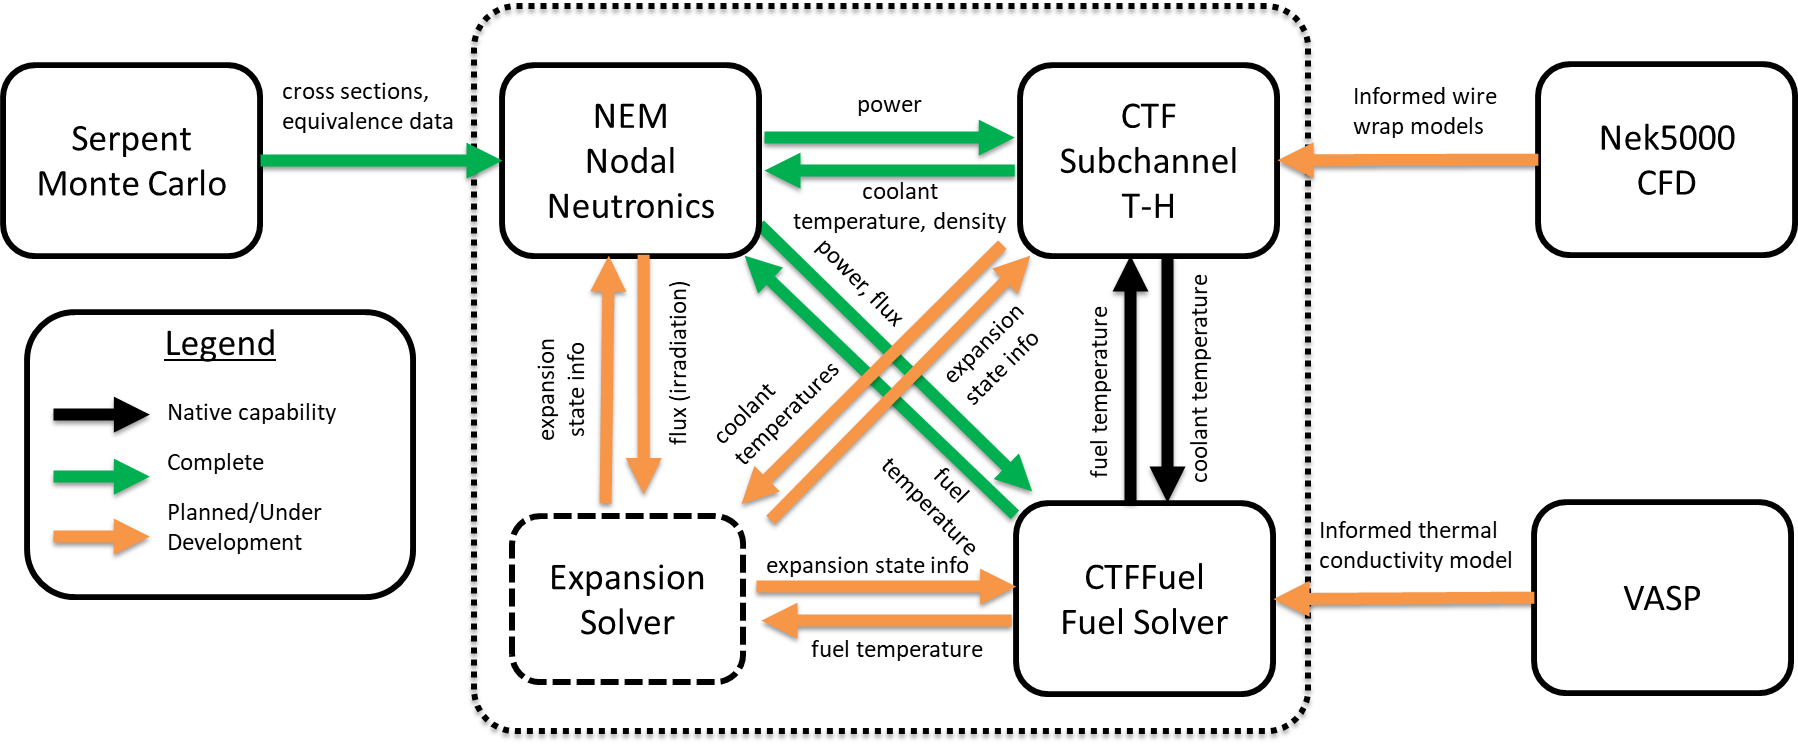 Serpent
Monte Carlo
cross sections,
equivalence data
NEM
Nodal
Neutronics
power
coolant
temperature, density
CTF
Subchannel
T-H
Informed wire
wrap models
Nek5000
CFD
Legend
Native capability
Complete
Planned/Under
Development
expansion
state info
flux (irradiation)
power, flux
coolant
temperatures
expansion
state info
fuel
temperature
fuel temperature
coolant temperature
Expansion
Solver
expansion state info
fuel temperature
CTFFuel
Fuel Solver
Informed thermal
conductivity model
VASP